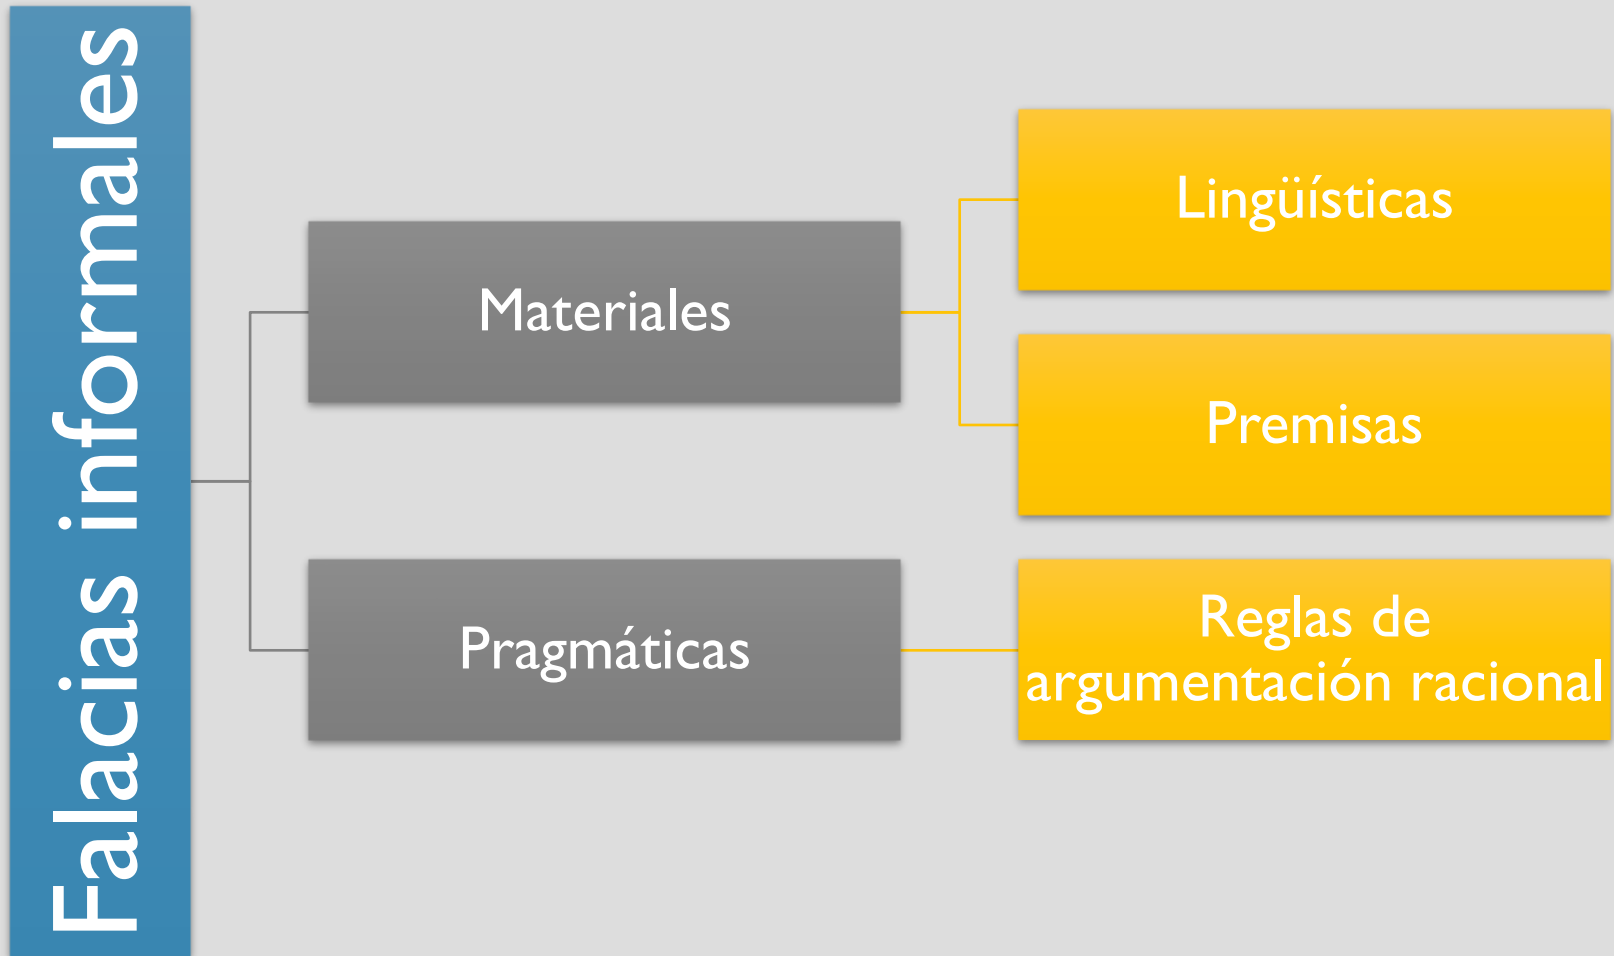 Falacias informales
Materiales
Lingüísticas
Premisas
Pragmáticas
Reglas de
argumentación racional